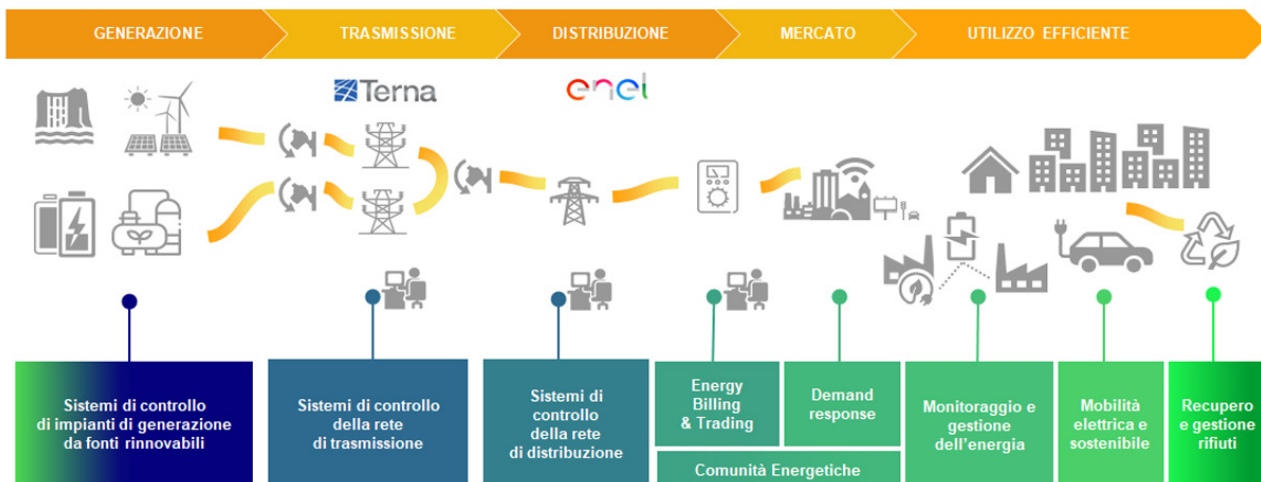 GENERAZIONE
TRASMISSIONE
DISTRIBUZIONE
MERCATO
UTILIZZO EFFICIENTE
Terna
enel
Sistemi di controllo
di impianti di generazione
da fonti rinnovabili
Sistemi di controllo
della rete
di trasmissione
Sistemi di
controllo
della rete
di distribuzione
Energy
Billing
& Trading
Demand
response
Comunità Energetiche
Monitoraggio e
gestione
dell'energia
Mobilità
elettrica e
sostenibile
Recupero
e gestione
rifiuti